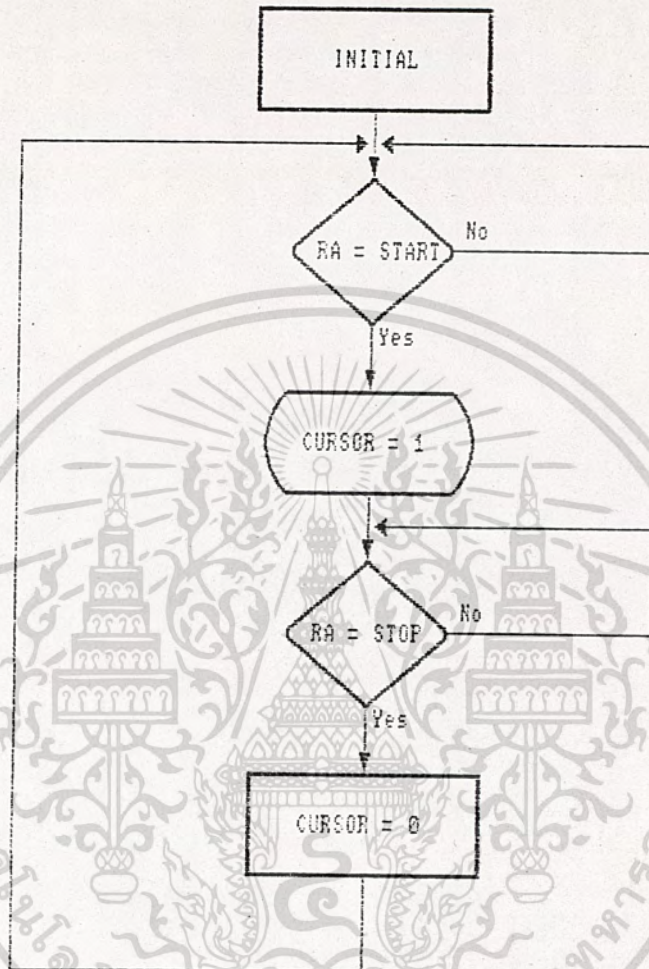 INITIAL
RA = START
No
Yes
CURSOR = 1
RA = STOP
No
Yes
CURSOR = 0